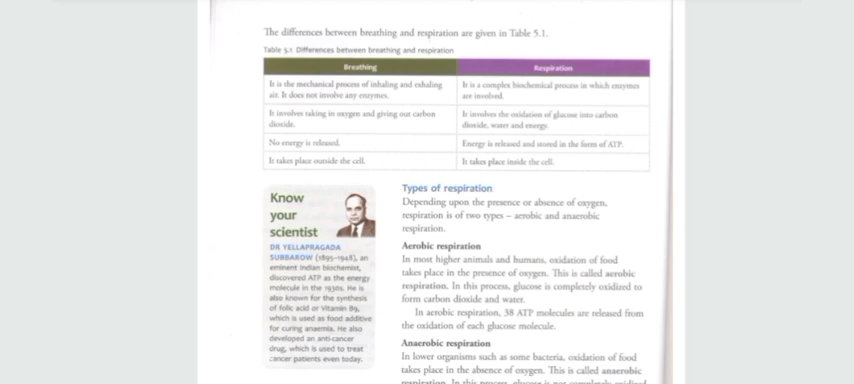 The differences between breathing and respiration are given in Table 5.1.
Table 5.1 Differences between breathing and respiration
Breathing
Respiration
It is the mechanical process of inhaling and exhaling
air. It does not involve any enzymes.
It is a complex biochemical process in which enzymes
are involved.
It involves taking in oxygen and giving out carbon
dioxide.
It involves the oxidation of glucose into carbon
dioxide, water and energy.
No energy is released.
Energy is released and stored in the form of ATP.
It takes place outside the cell.
It takes place inside the cell.
Know
your
scientist
DR YELLAPRAGADA
SUBBAROW (1895–1948), an
eminent Indian biochemist,
discovered ATP as the energy
molecule in the 1930s. He is
also known for the synthesis
of folic acid or Vitamin B9,
which is used as food additive
for curing anaemia. He also
developed an anti-cancer
drug, which is used to treat
cancer patients even today.
Types of respiration
Depending upon the presence or absence of oxygen,
respiration is of two types – aerobic and anaerobic
respiration.
Aerobic respiration
In most higher animals and humans, oxidation of food
takes place in the presence of oxygen. This is called aerobic
respiration. In this process, glucose is completely oxidized to
form carbon dioxide and water.
In aerobic respiration, 38 ATP molecules are released from
the oxidation of each glucose molecule.
Anaerobic respiration
In lower organisms such as some bacteria, oxidation of food
takes place in the absence of oxygen. This is called anaerobic
respiration. In this process, glucose is not completely oxidized